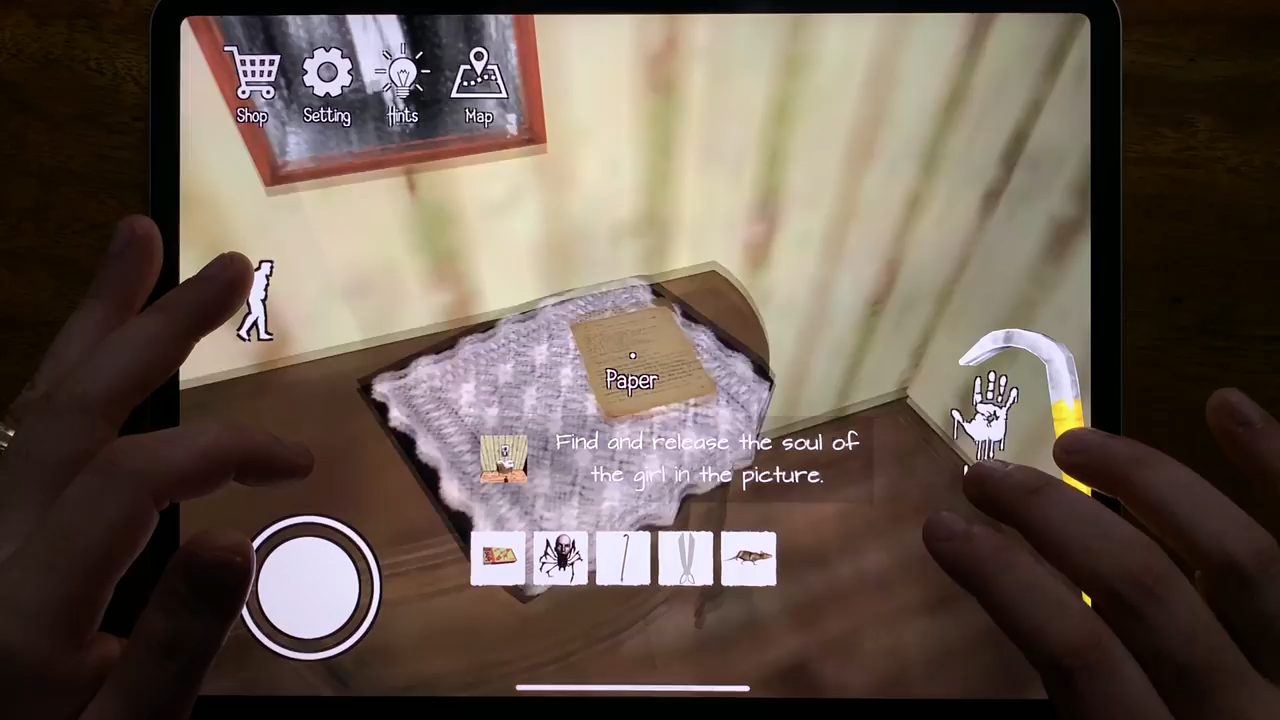 Shop
Setting
Hints
Map
Paper
Find and release the soul of
the girl in the picture.